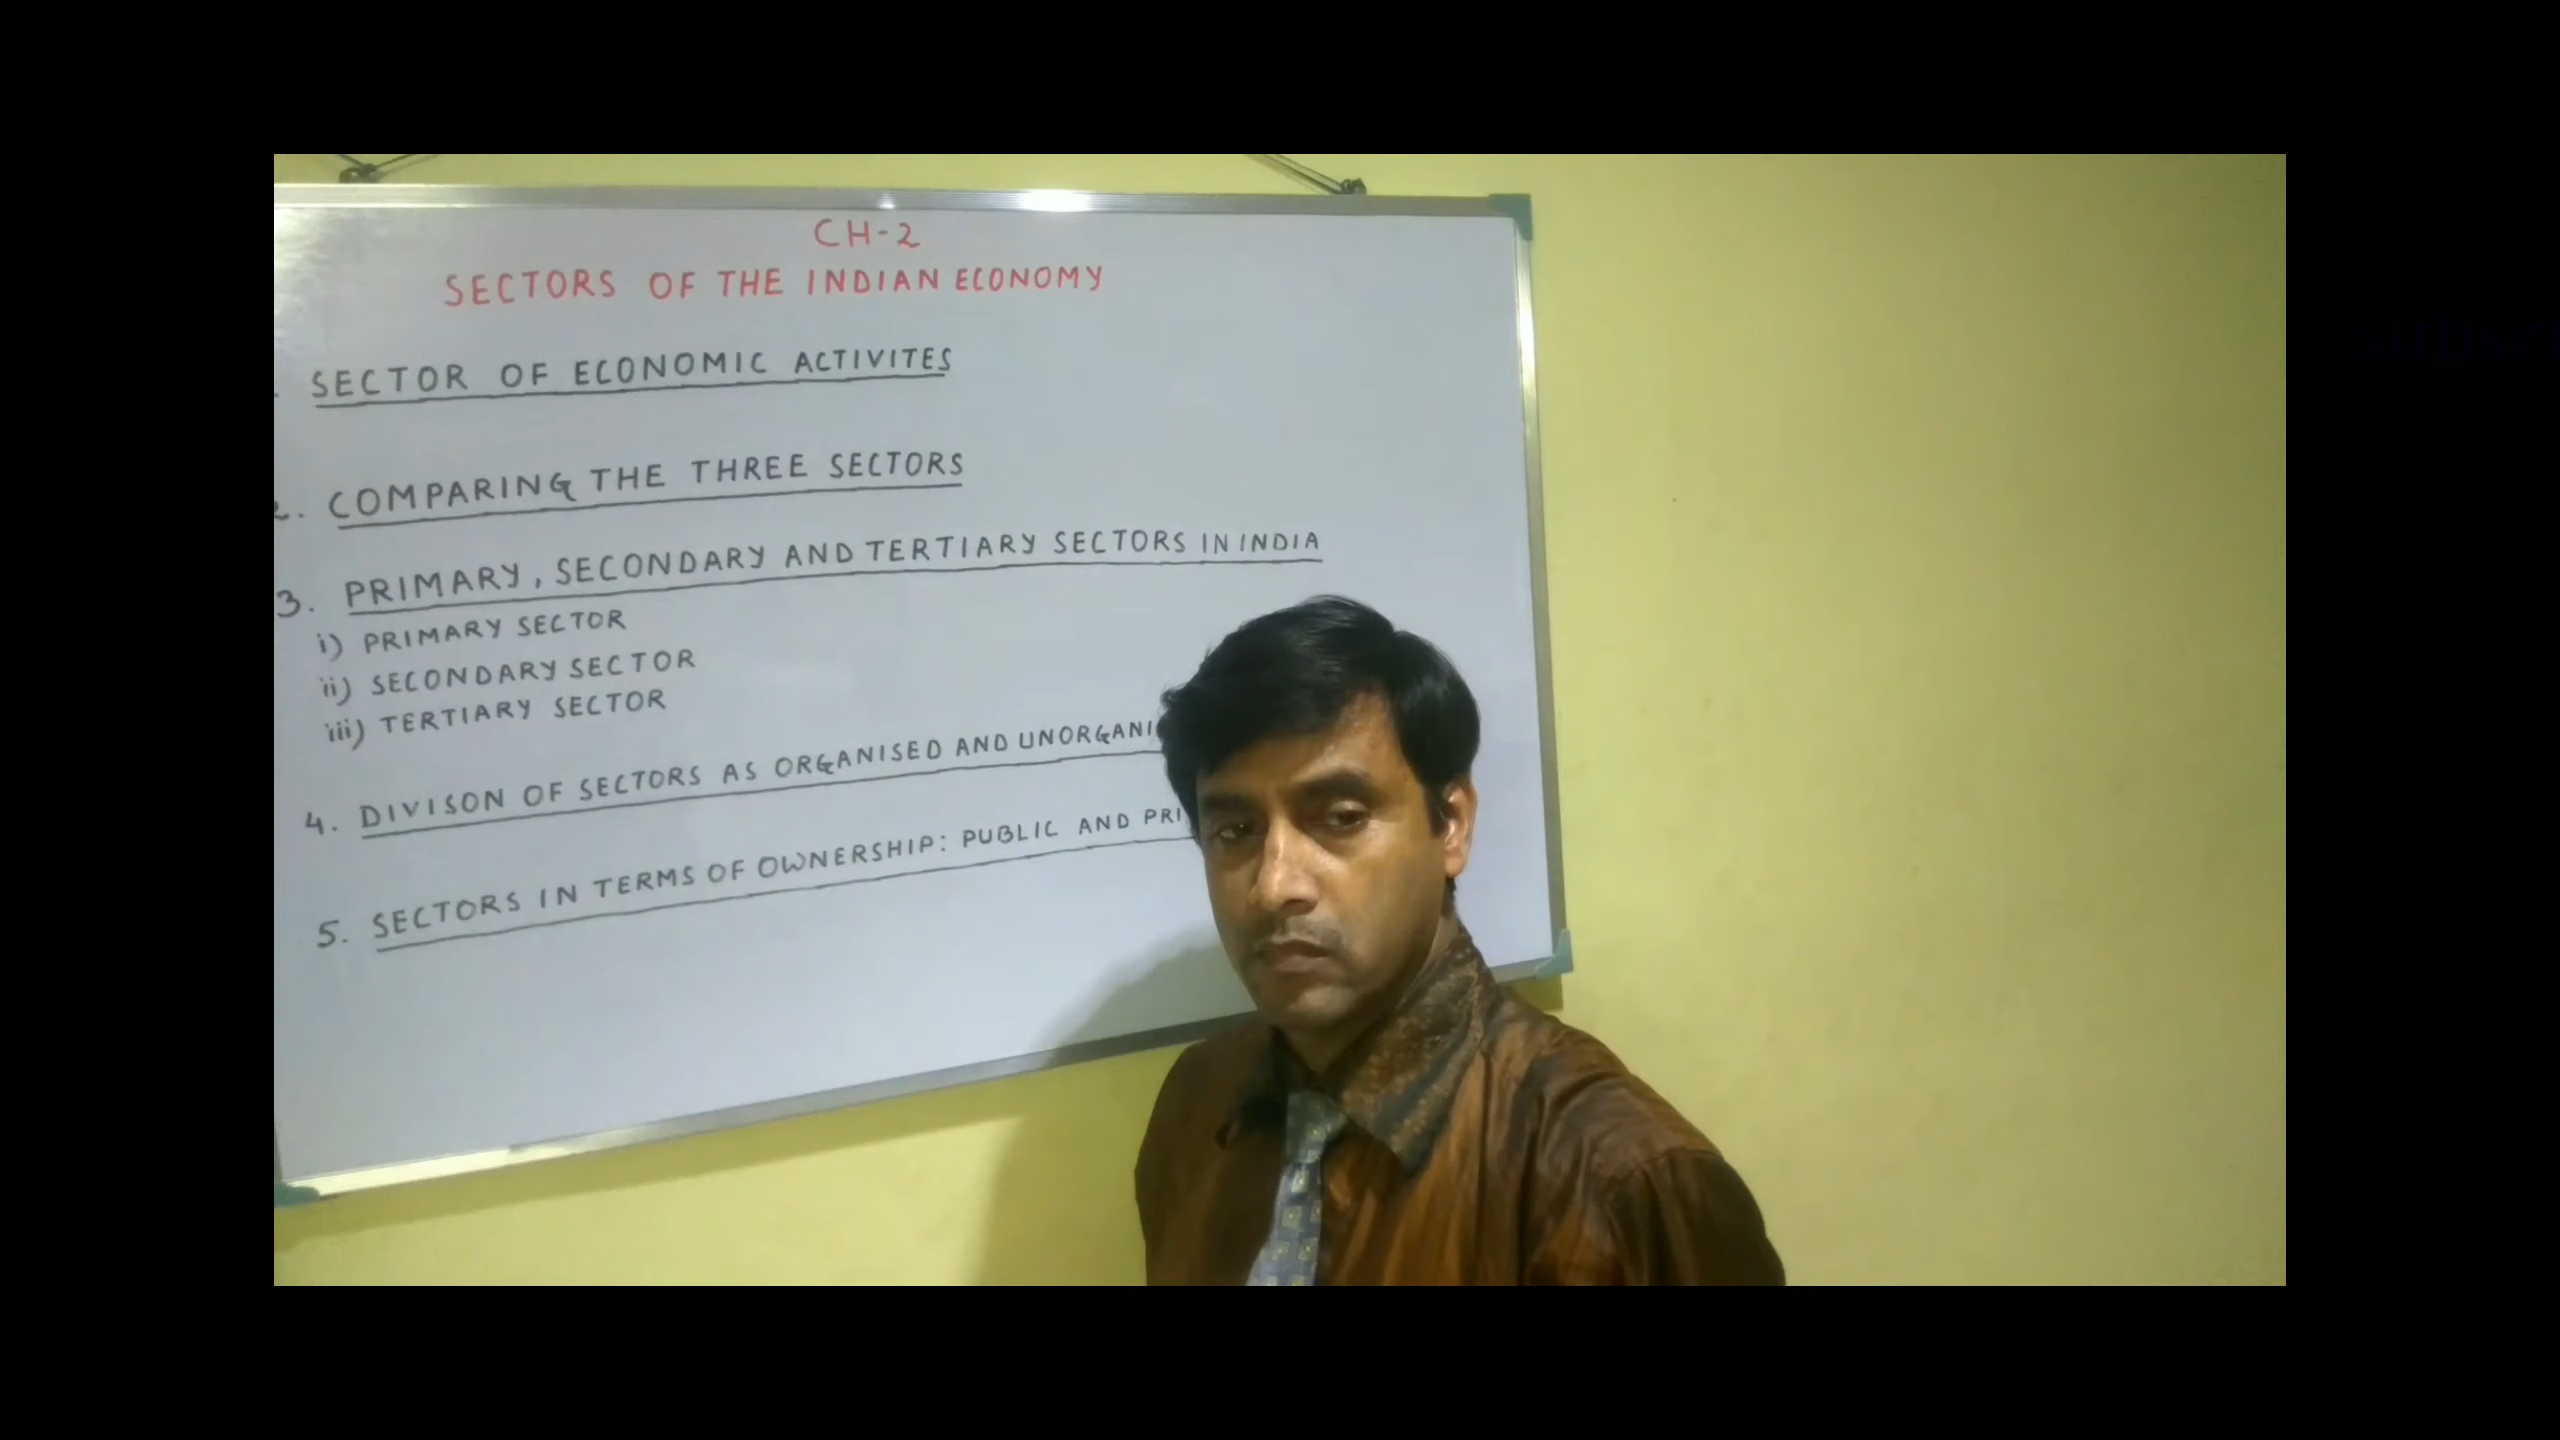 CH-2
SECTORS OF THE INDIAN ECONOMY
SECTOR OF ECONOMIC ACTIVITES
2. COMPARING THE THREE SECTORS
3. PRIMARY, SECONDARY AND TERTIARY SECTORS IN INDIA
i) PRIMARY SECTOR
ii) SECONDARY SECTOR
iii) TERTIARY SECTOR
4. DIVISON OF SECTORS AS ORGANISED AND
5. SECTORS IN TERMS OF OWNERSHIP: PUBLIC AND